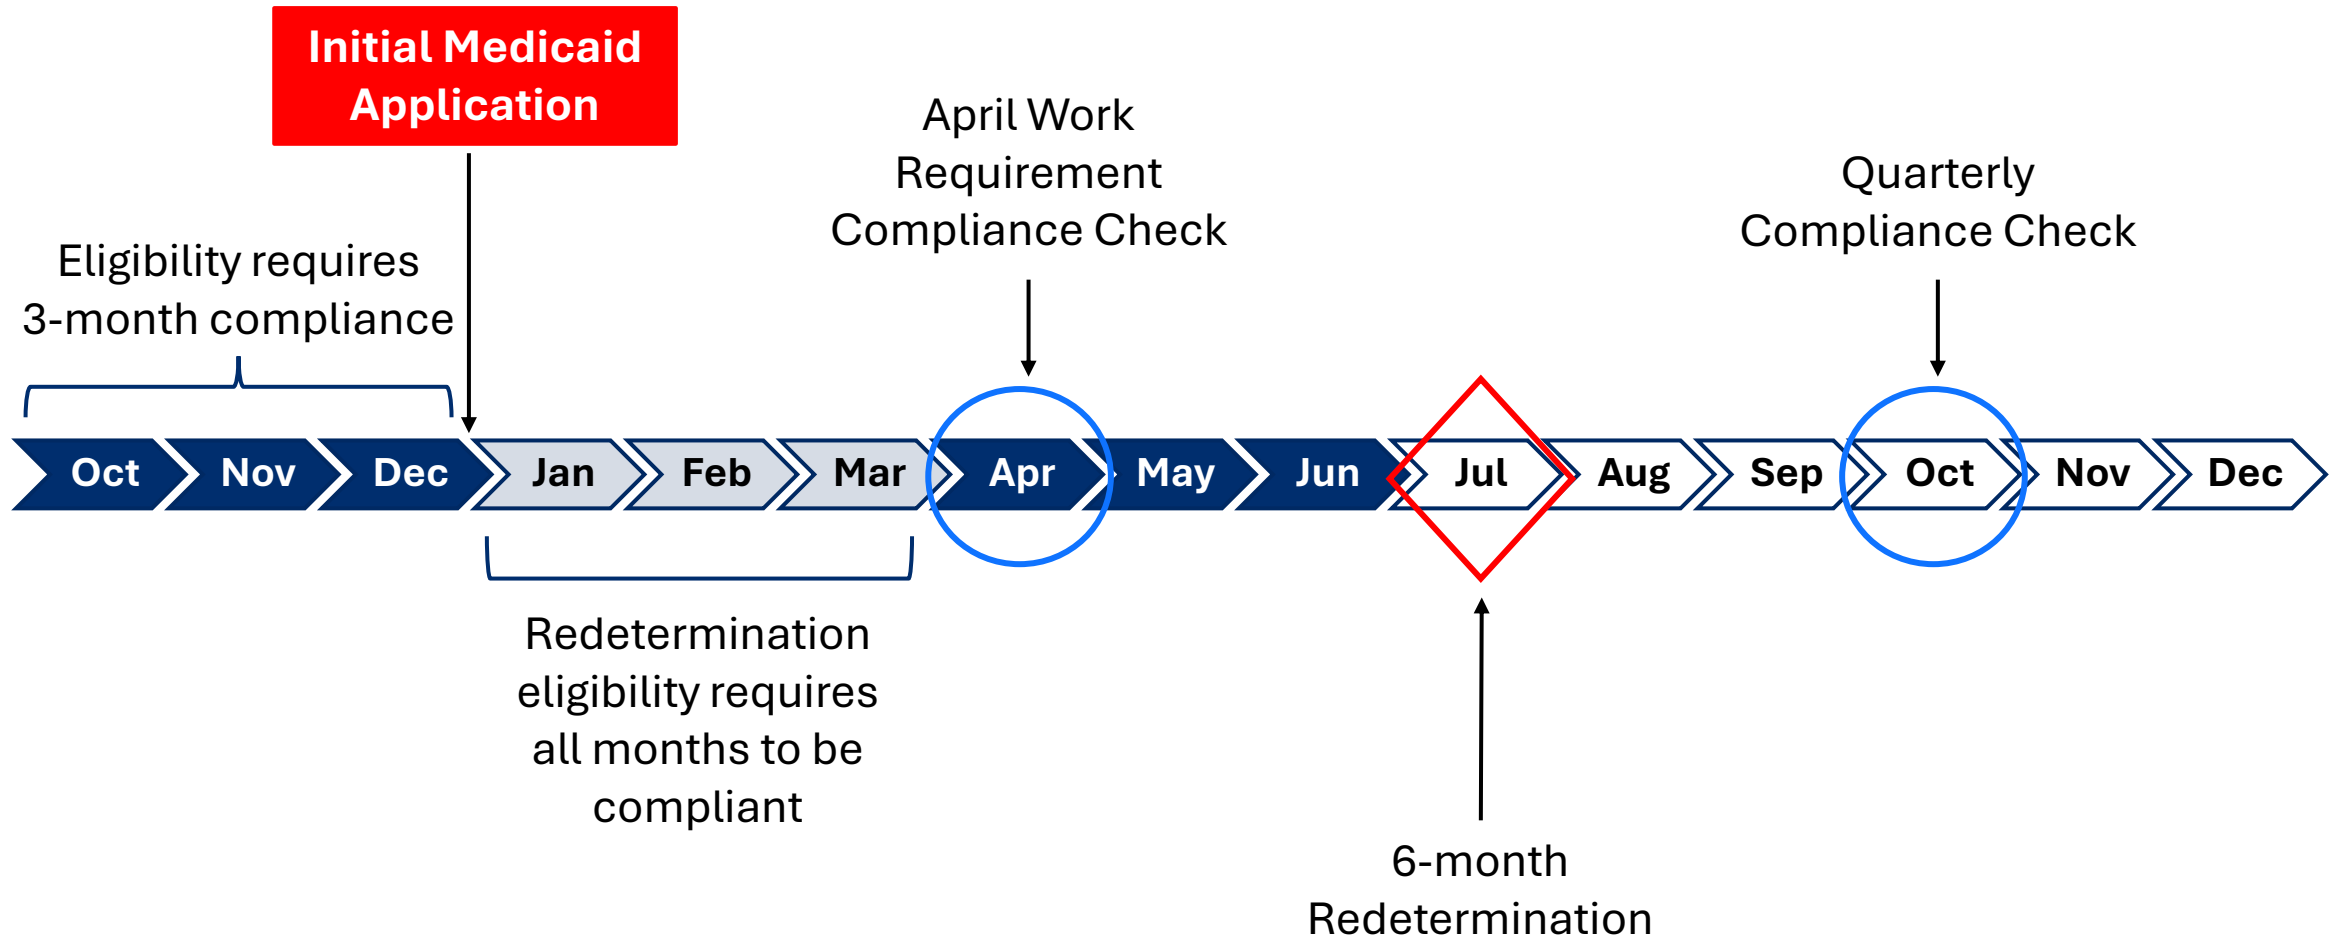 Initial Medicaid
Application
April Work
Requirement
Compliance Check
Quarterly
Compliance Check
Eligibility requires
3-month compliance
Oct Nov Dec Jan Feb Mar Apr May Jun Jul Aug Sep Oct Nov Dec
Redetermination
eligibility requires
all months to be
compliant
6-month
Redetermination